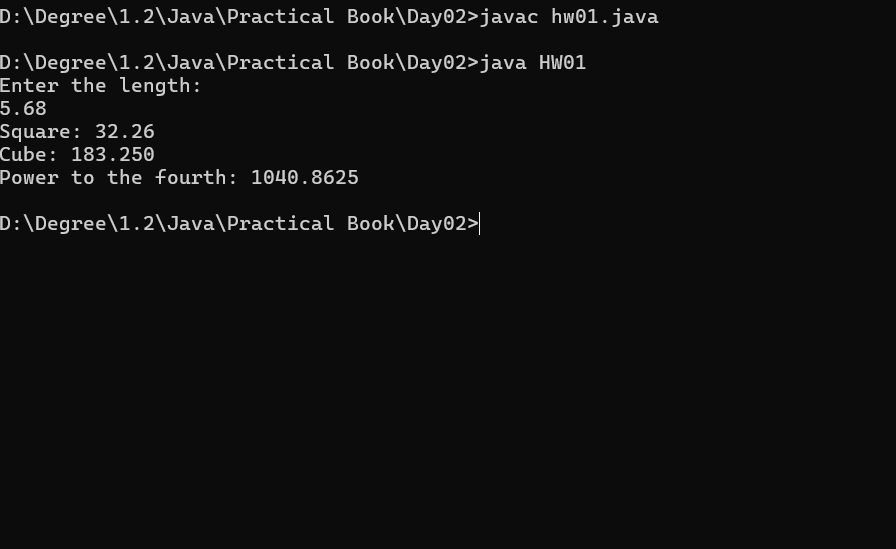 D:\Degree\1.2\Java\Practical Book\Day02>javac hw01.java
D:\Degree\1.2\Java\Practical Book\Day02>java HW01
Enter the length:
5.68
Square: 32.26
Cube: 183.250
Power to the fourth: 1040.8625
D:\Degree\1.2\Java\Practical Book\Day02>